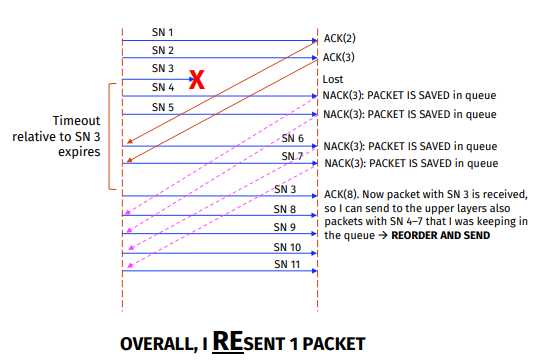 SN 1
ACK(2)
SN 2
ACK(3)
SN 3
X
Lost
SN 4
NACK(3): PACKET IS SAVED in queue
SN 5
NACK(3): PACKET IS SAVED in queue
Timeout
relative to SN 3
expires
SN 6
NACK(3): PACKET IS SAVED in queue
SN 7
NACK(3): PACKET IS SAVED in queue
SN 3
ACK(8). Now packet with SN 3 is received,
so I can send to the upper layers also
packets with SN 4–7 that I was keeping in
the queue → REORDER AND SEND
SN 8
SN 9
SN 10
SN 11
OVERALL, I RESENT 1 PACKET